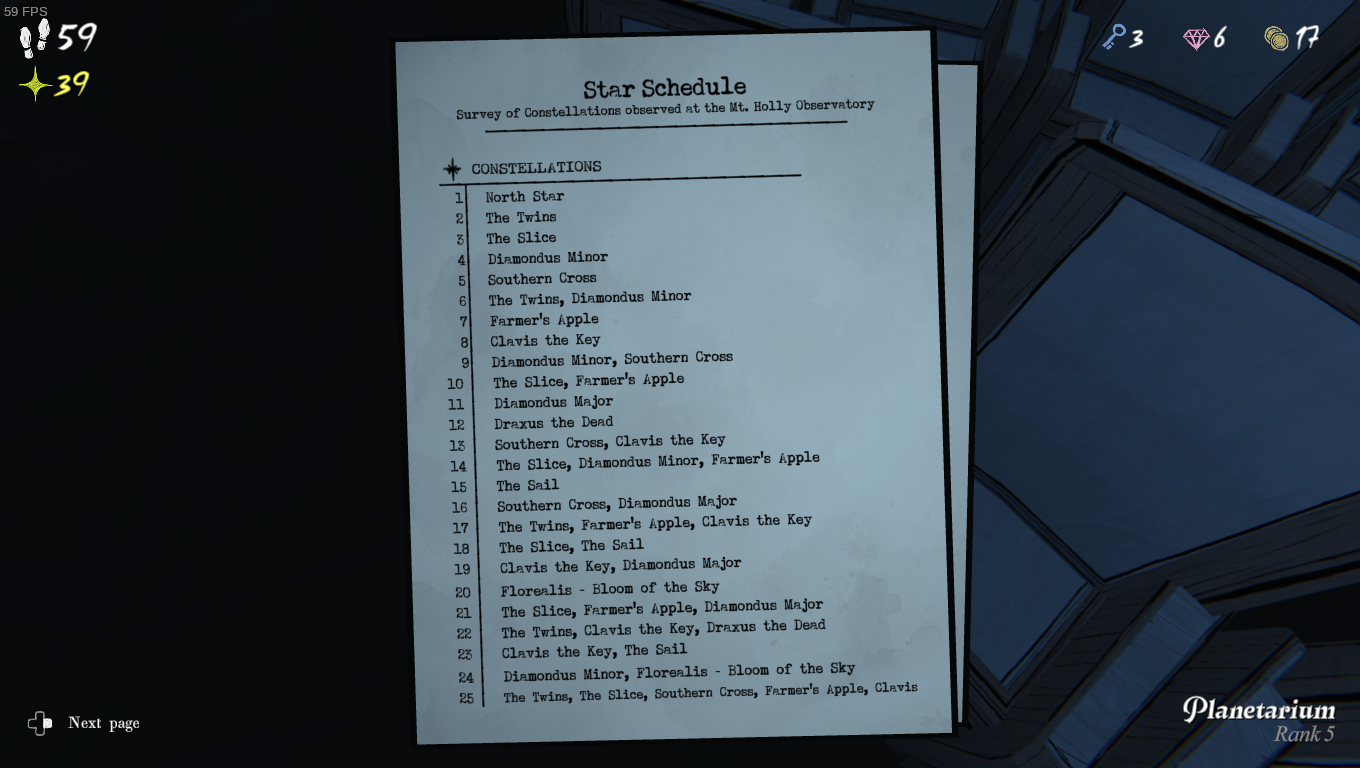 59 FPS
59
39
3
6
17
Star Schedule
Survey of Constellations observed at the Mt. Holly Observatory
CONSTELLATIONS
1 North Star
2 The Twins
3 The Slice
4 Diamondus Minor
5 Southern Cross
6 The Twins, Diamondus Minor
7 Farmer's Apple
8 Clavis the Key
9 Diamondus Minor, Southern Cross
10 The Slice, Farmer's Apple
11 Diamondus Major
12 Draxus the Dead
13 Southern Cross, Clavis the Key
14 The Slice, Diamondus Minor, Farmer's Apple
15 The Sail
16 Southern Cross, Diamondus Major
17 The Twins, Farmer's Apple, Clavis the Key
18 The Slice, The Sail
19 Clavis the Key, Diamondus Major
20 Florealis - Bloom of the Sky
21 The Slice, Farmer's Apple, Diamondus Major
22 The Twins, Clavis the Key, Draxus the Dead
23 Clavis the Key, The Sail
24 Diamondus Minor, Florealis - Bloom of the Sky
25 The Twins, The Slice, Southern Cross, Farmer's Apple, Clavis
Next page
Planetarium
Rank 5